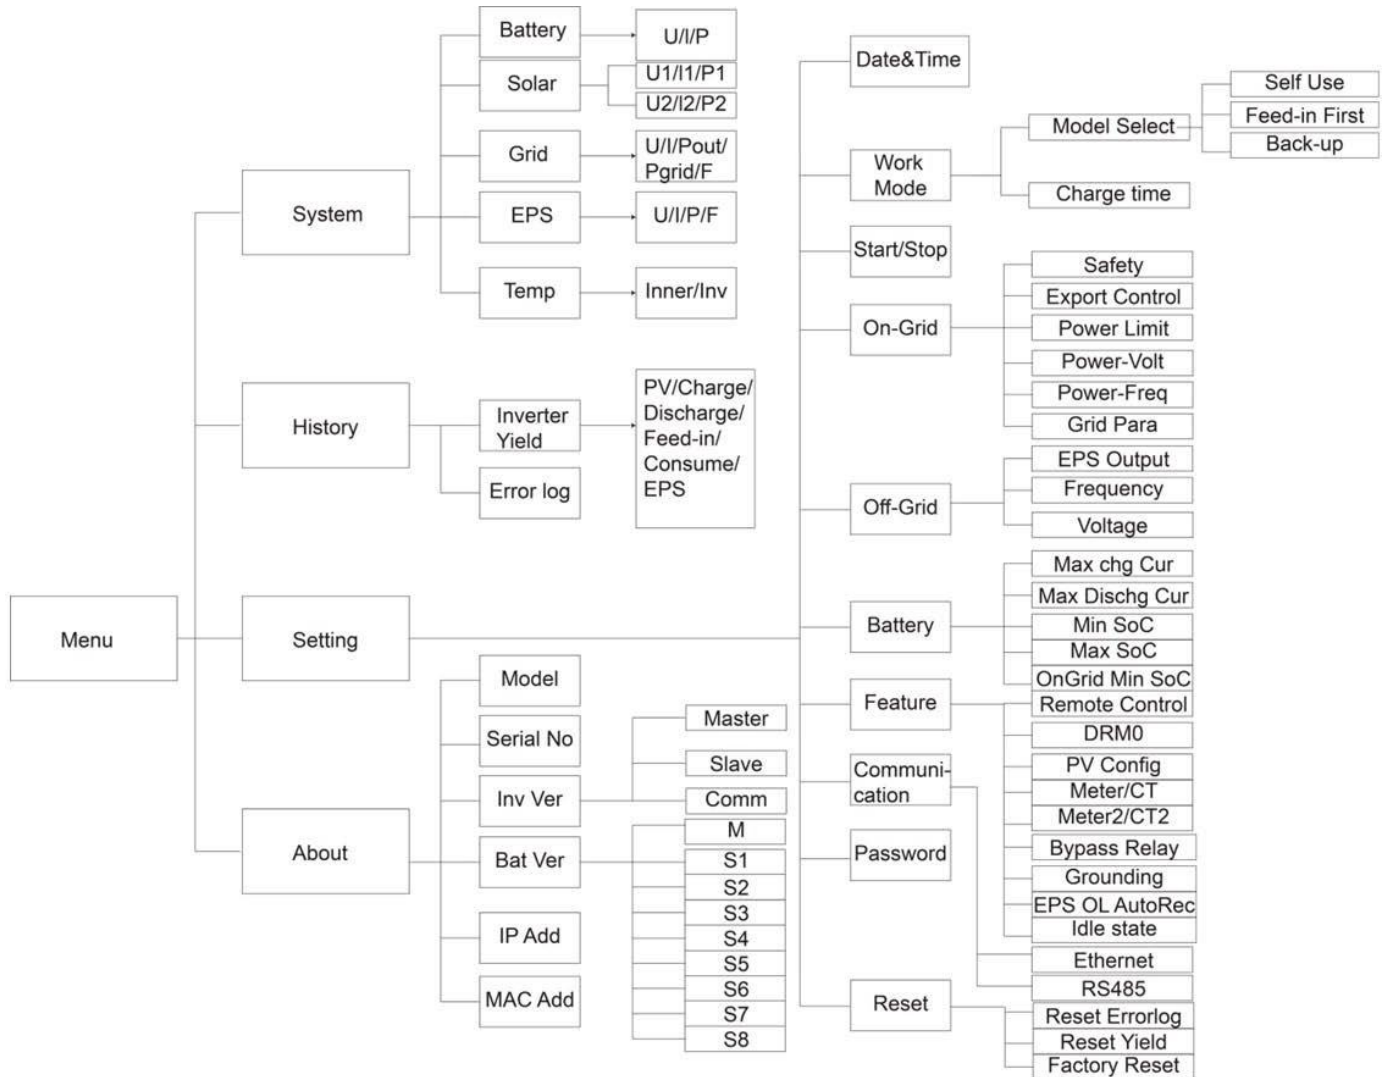 Menu
System
Battery
U/I/P
Solar
U1/I1/P1
U2/I2/P2
Grid
U/I/Pout/
Pgrid/F
EPS
U/I/P/F
Temp
Inner/Inv
History
Inverter
Yield
PV/Charge/
Discharge/
Feed-in/
Consume/
EPS
Error log
Setting
Date&Time
Work
Mode
Model Select
Self Use
Feed-in First
Back-up
Charge time
Start/Stop
On-Grid
Safety
Export Control
Power Limit
Power-Volt
Power-Freq
Grid Para
Off-Grid
EPS Output
Frequency
Voltage
Battery
Max chg Cur
Max Dischg Cur
Min SoC
Max SoC
OnGrid Min SoC
Feature
Remote Control
DRM0
PV Config
Meter/CT
Meter2/CT2
Bypass Relay
Grounding
EPS OL AutoRec
Idle state
Communi-
cation
Ethernet
RS485
Password
Reset
Reset Errorlog
Reset Yield
Factory Reset
About
Model
Serial No
Inv Ver
Master
Slave
Comm
Bat Ver
M
S1
S2
S3
S4
S5
S6
S7
S8
IP Add
MAC Add